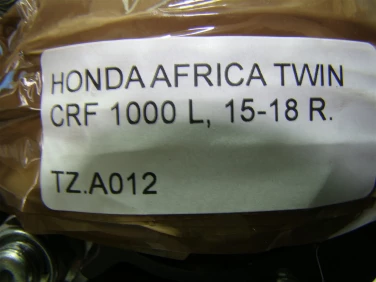 HONDA AFRICA TWIN
CRF 1000 L, 15-18 R.
TZ.A012